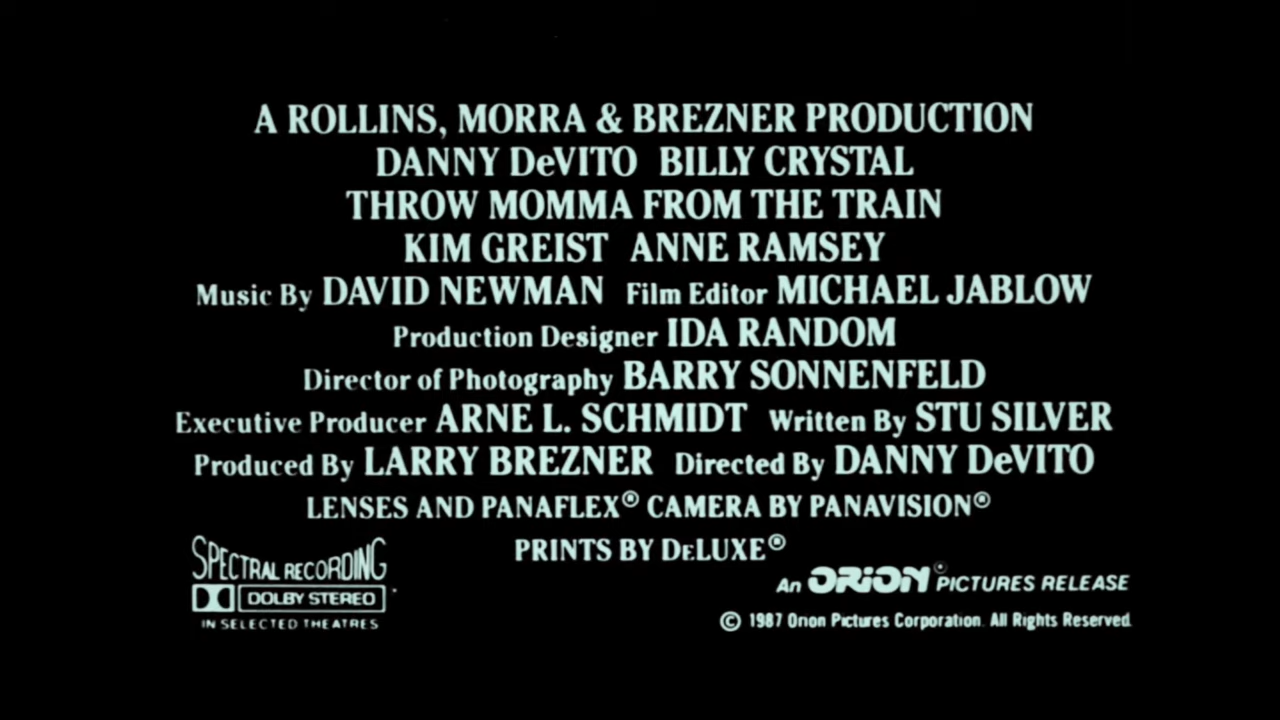 A ROLLINS, MORRA & BREZNER PRODUCTION
DANNY DeVITO BILLY CRYSTAL
THROW MOMMA FROM THE TRAIN
KIM GREIST ANNE RAMSEY
Music By DAVID NEWMAN Film Editor MICHAEL JABLOW
Production Designer IDA RANDOM
Director of Photography BARRY SONNENFELD
Executive Producer ARNE L. SCHMIDT Written By STU SILVER
Produced By LARRY BREZNER Directed By DANNY DeVITO
LENSES AND PANAFLEX® CAMERA BY PANAVISION®
PRINTS BY DeLUXE®
SPECTRAL RECORDING
DOLBY STEREO
IN SELECTED THEATRES
An ORION® PICTURES RELEASE
© 1987 Orion Pictures Corporation. All Rights Reserved.